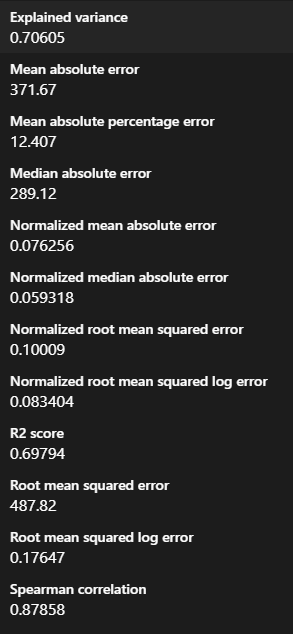 Explained variance
0.70605
Mean absolute error
371.67
Mean absolute percentage error
12.407
Median absolute error
289.12
Normalized mean absolute error
0.076256
Normalized median absolute error
0.059318
Normalized root mean squared error
0.10009
Normalized root mean squared log error
0.083404
R2 score
0.69794
Root mean squared error
487.82
Root mean squared log error
0.17647
Spearman correlation
0.87858